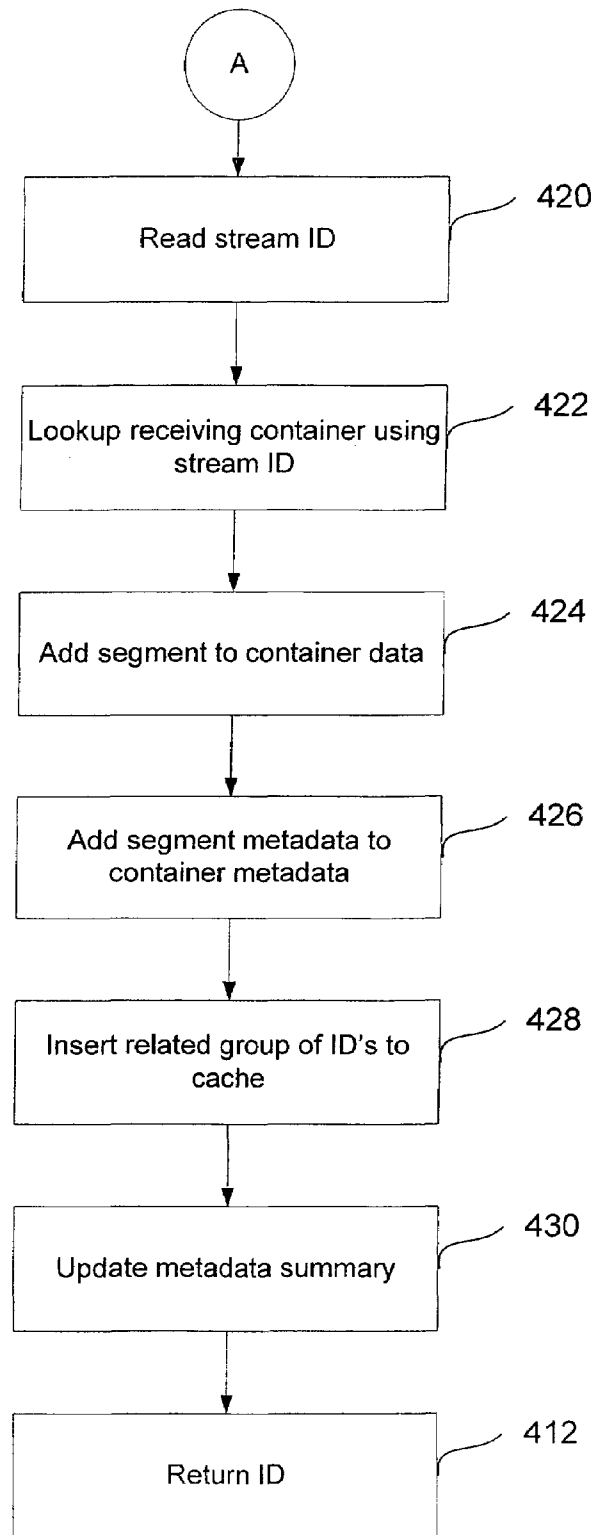 A
Read stream ID
420
Lookup receiving container using
stream ID
422
Add segment to container data
424
Add segment metadata to
container metadata
426
Insert related group of ID's to
cache
428
Update metadata summary
430
Return ID
412